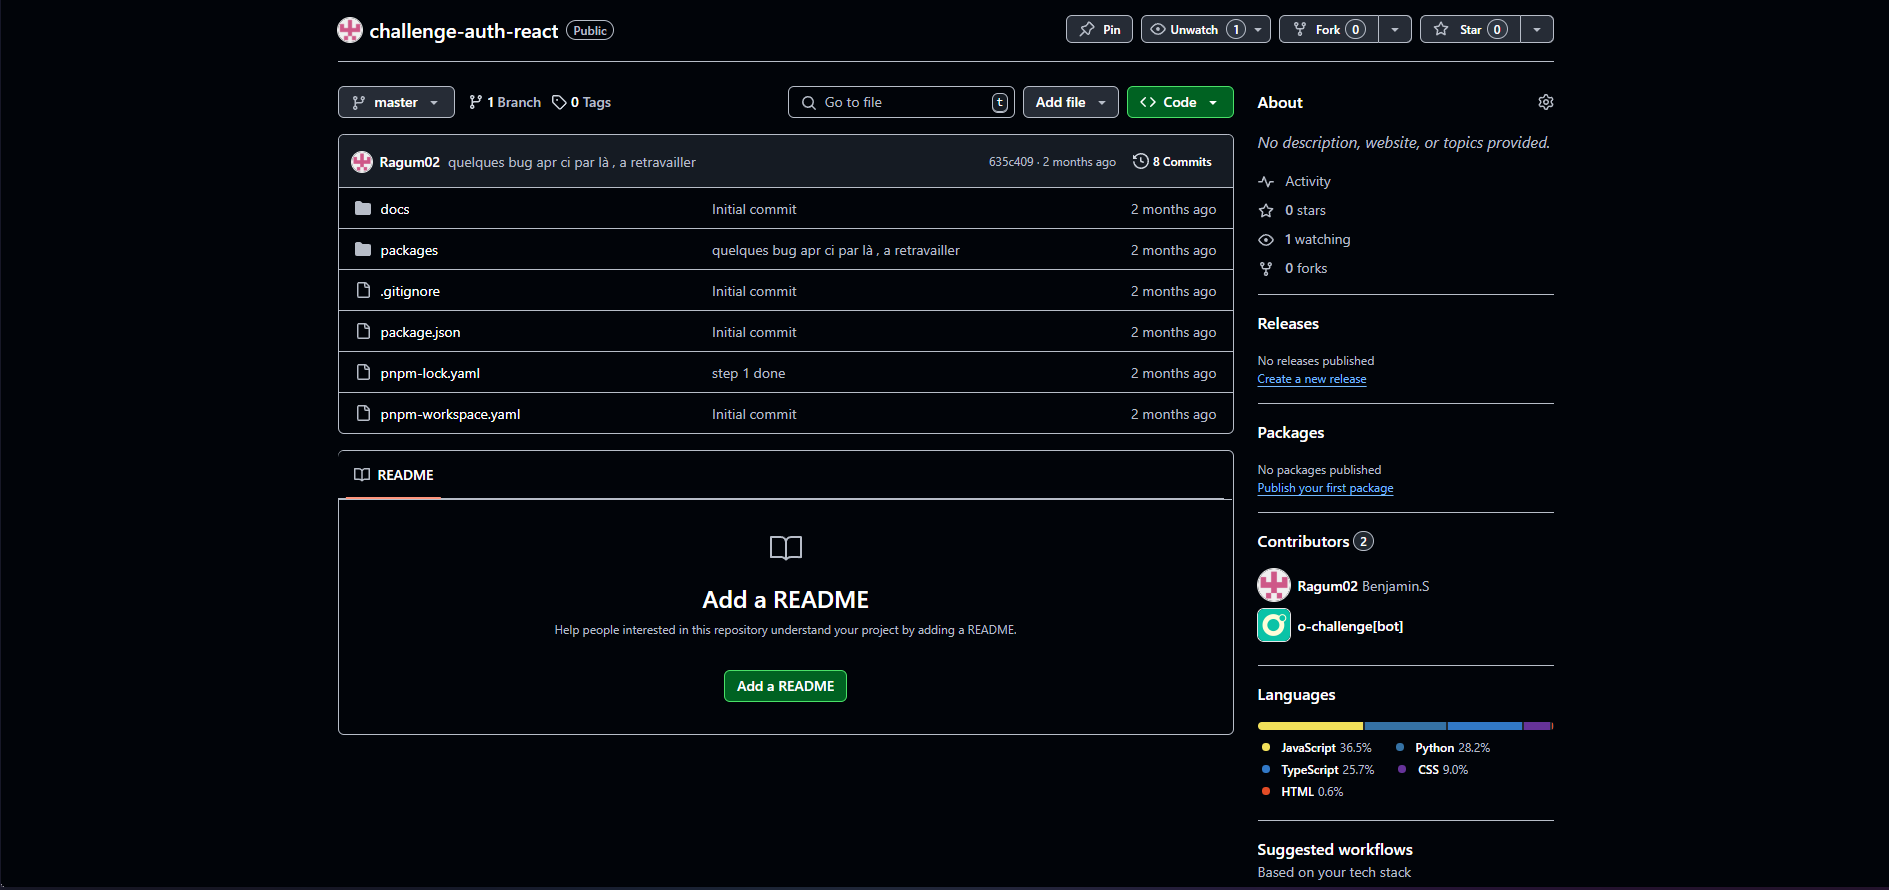 challenge-auth-react Public
Pin Unwatch 1 Fork 0 Star 0
master 1 Branch 0 Tags Go to file t Add file Code
Ragum02 quelques bug apr ci par là , a retravailler 635c409 · 2 months ago 8 Commits
docs Initial commit 2 months ago
packages quelques bug apr ci par là , a retravailler 2 months ago
.gitignore Initial commit 2 months ago
package.json Initial commit 2 months ago
pnpm-lock.yaml step 1 done 2 months ago
pnpm-workspace.yaml Initial commit 2 months ago
README
Add a README
Help people interested in this repository understand your project by adding a README.
Add a README
About
No description, website, or topics provided.
Activity
0 stars
1 watching
0 forks
Releases
No releases published
Create a new release
Packages
No packages published
Publish your first package
Contributors 2
Ragum02 Benjamin.S
o-challenge[bot]
Languages
JavaScript 36.5% Python 28.2%
TypeScript 25.7% CSS 9.0%
HTML 0.6%
Suggested workflows
Based on your tech stack